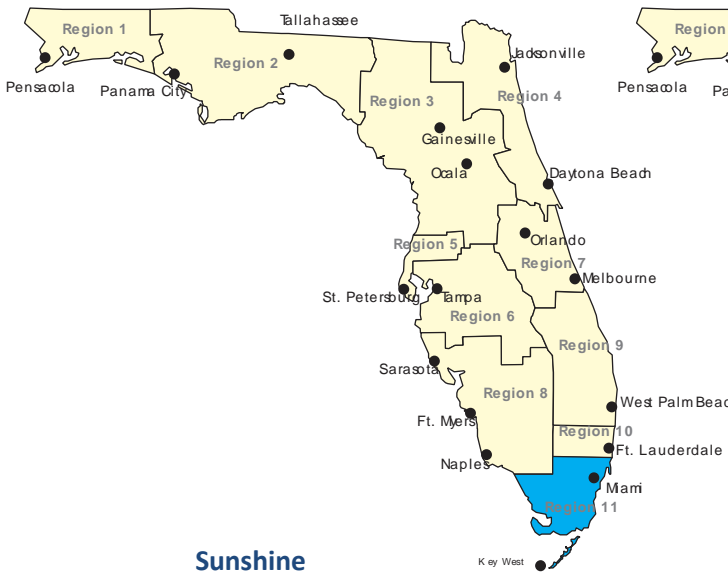 Tallahassee
Region 1
Region
Jacksonville
Region 2
Pensacola
Panama City
Region 4
Pensacola
Pa
Region 3
Gainesville
Ocala
Daytona Beach
Region 5
Orlando
Region 7
Melbourne
St. Petersburg
Tampa
Region 6
Region 9
Sarasota
Region 8
West Palm Beac
Ft. Myers
Region 10
Ft. Lauderdale
Naples
Miami
Region 11
Sunshine
Key West